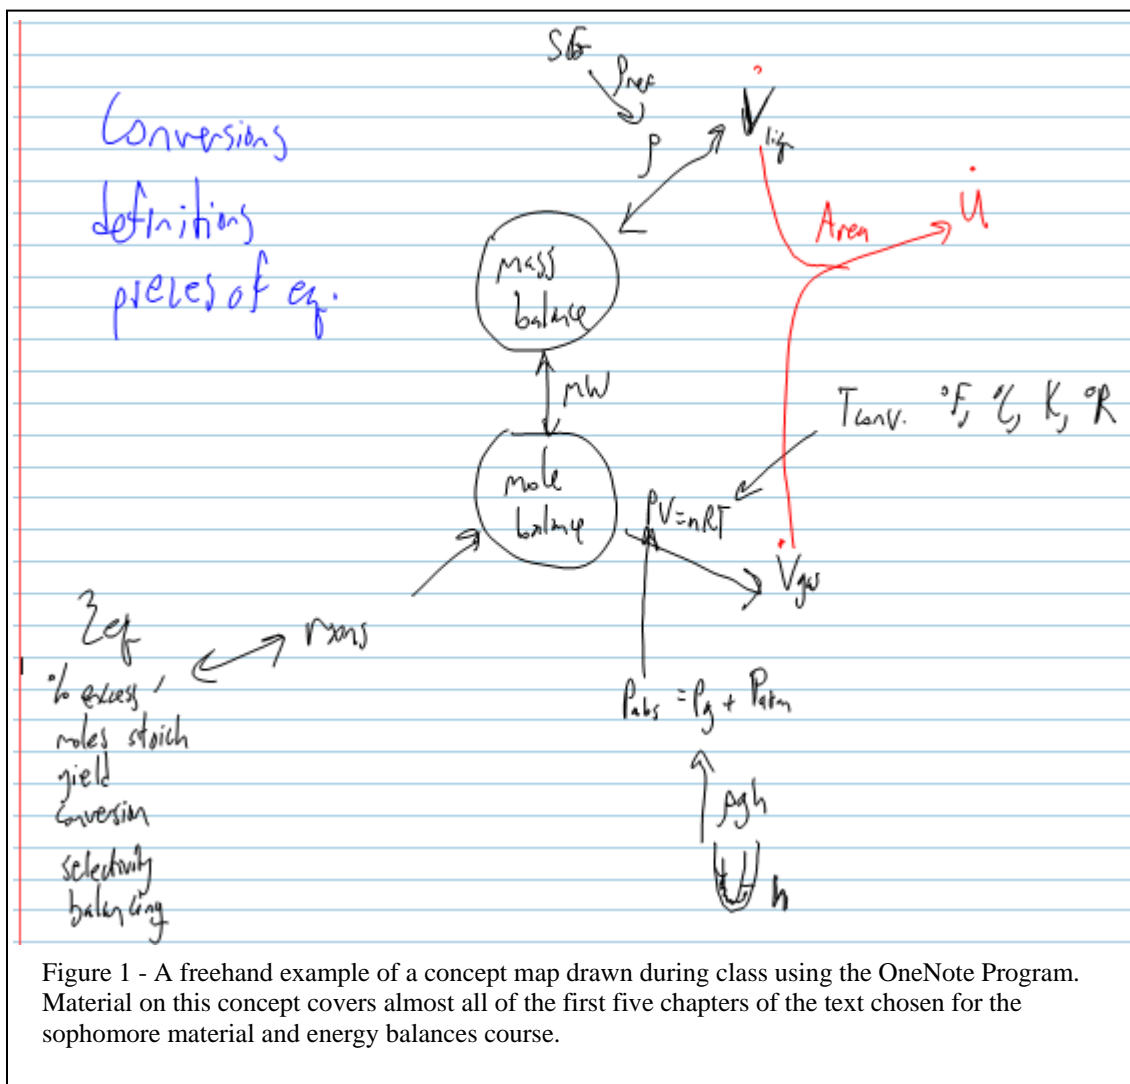 SG
ρref
ρ
V̇liq
Conversions
definitions
pieces of eq.
Area
u̇
mass
balance
MW
Tconv. °F, °C, K, °R
mole
balance
PV=nRT
V̇gas
rxns
ξ eq
% excess
moles stoich
yield
conversion
selectivity
balancing
Pabs = Pg + Patm
ρgh
h
Figure 1 - A freehand example of a concept map drawn during class using the OneNote Program.
Material on this concept covers almost all of the first five chapters of the text chosen for the
sophomore material and energy balances course.